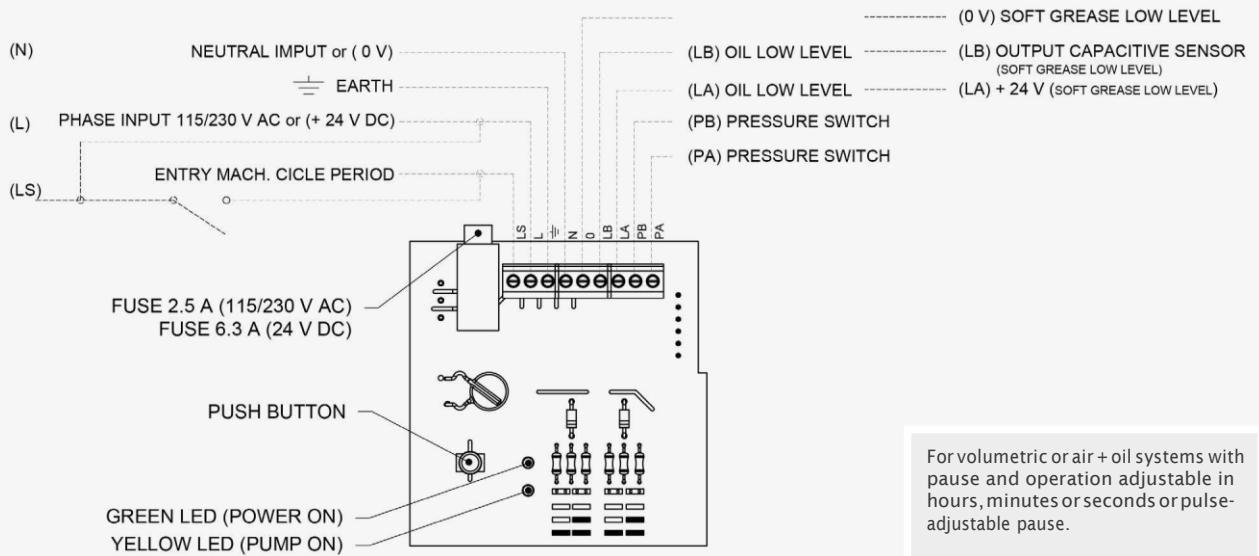 (0 V) SOFT GREASE LOW LEVEL
(N)
NEUTRAL IMPUT or ( 0 V)
(LB) OIL LOW LEVEL
(LB) OUTPUT CAPACITIVE SENSOR
(SOFT GREASE LOW LEVEL)
EARTH
(LA) OIL LOW LEVEL
(LA) + 24 V (SOFT GREASE LOW LEVEL)
(L)
PHASE INPUT 115/230 V AC or (+ 24 V DC)
(PB) PRESSURE SWITCH
(PA) PRESSURE SWITCH
ENTRY MACH. CICLE PERIOD
(LS)
LS
L
N
0
LB
LA
PB
PA
FUSE 2.5 A (115/230 V AC)
FUSE 6.3 A (24 V DC)
PUSH BUTTON
GREEN LED (POWER ON)
YELLOW LED (PUMP ON)
For volumetric or air + oil systems with
pause and operation adjustable in
hours, minutes or seconds or pulse-
adjustable pause.